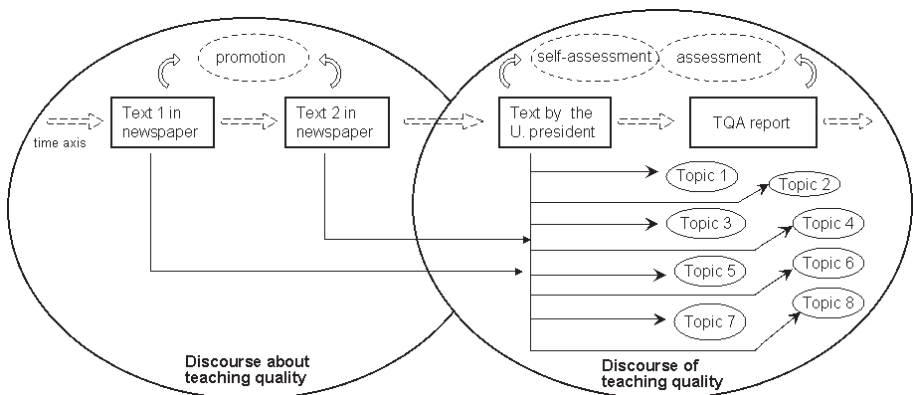 promotion
self-assessment
assessment
Text 1 in
newspaper
Text 2 in
newspaper
Text by the
U. president
TQA report
time axis
Topic 1
Topic 2
Topic 3
Topic 4
Topic 5
Topic 6
Topic 7
Topic 8
Discourse about
teaching quality
Discourse of
teaching quality